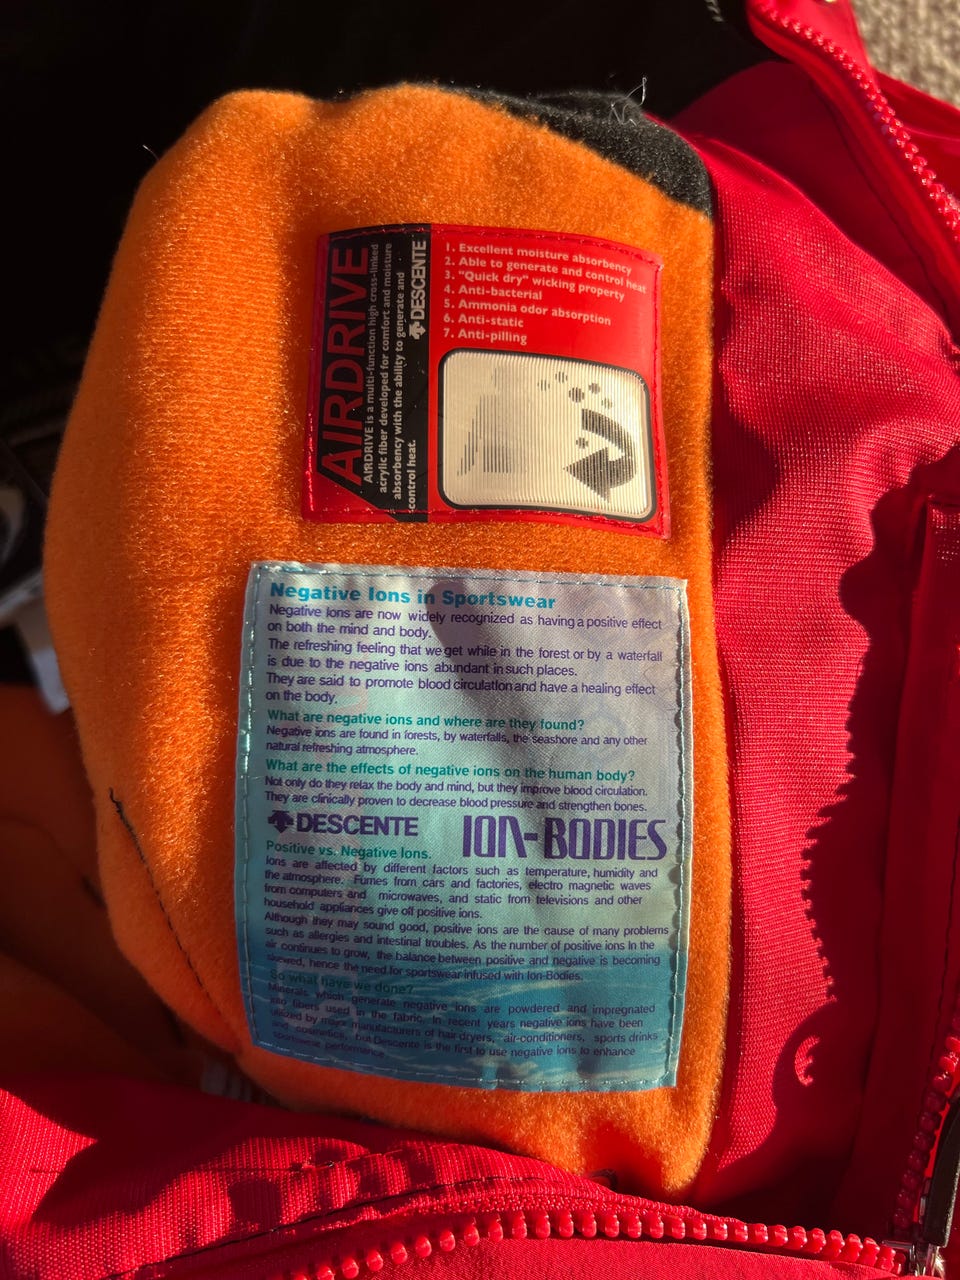 AIRDRIVE
AIRDRIVE is a multi-function high cross-linked
acrylic fiber developed for comfort and moisture
absorbency with the ability to generate and
control heat.
DESCENTE
1. Excellent moisture absorbency
2. Able to generate and control heat
3. "Quick dry" wicking property
4. Anti-bacterial
5. Ammonia odor absorption
6. Anti-static
7. Anti-pilling
Negative Ions in Sportswear
Negative Ions are now widely recognized as having a positive effect
on both the mind and body.
The refreshing feeling that we get while in the forest or by a waterfall
is due to the negative ions abundant in such places.
They are said to promote blood circulation and have a healing effect
on the body.
What are negative ions and where are they found?
Negative ions are found in forests, by waterfalls, the seashore and any other
natural refreshing atmosphere.
What are the effects of negative ions on the human body?
Not only do they relax the body and mind, but they improve blood circulation.
They are clinically proven to decrease blood pressure and strengthen bones.
DESCENTE ION-BODIES
Positive vs. Negative Ions.
Ions are affected by different factors such as temperature, humidity and
the atmosphere. Fumes from cars and factories, electro magnetic waves
from computers and microwaves, and static from televisions and other
household appliances give off positive ions.
Although they may sound good, positive ions are the cause of many problems
such as allergies and intestinal troubles. As the number of positive ions In the
air continues to grow, the balance between positive and negative is becoming
skewed, hence the need for sportswear infused with Ion-Bodies.
So what have we done?
Minerals which generate negative ions are powdered and impregnated
into fibers used in the fabric. In recent years negative ions have been
utilized by major manufacturers of hair dryers, air-conditioners, sports drinks
and cosmetics, but Descente is the first to use negative ions to enhance
sportswear performance.